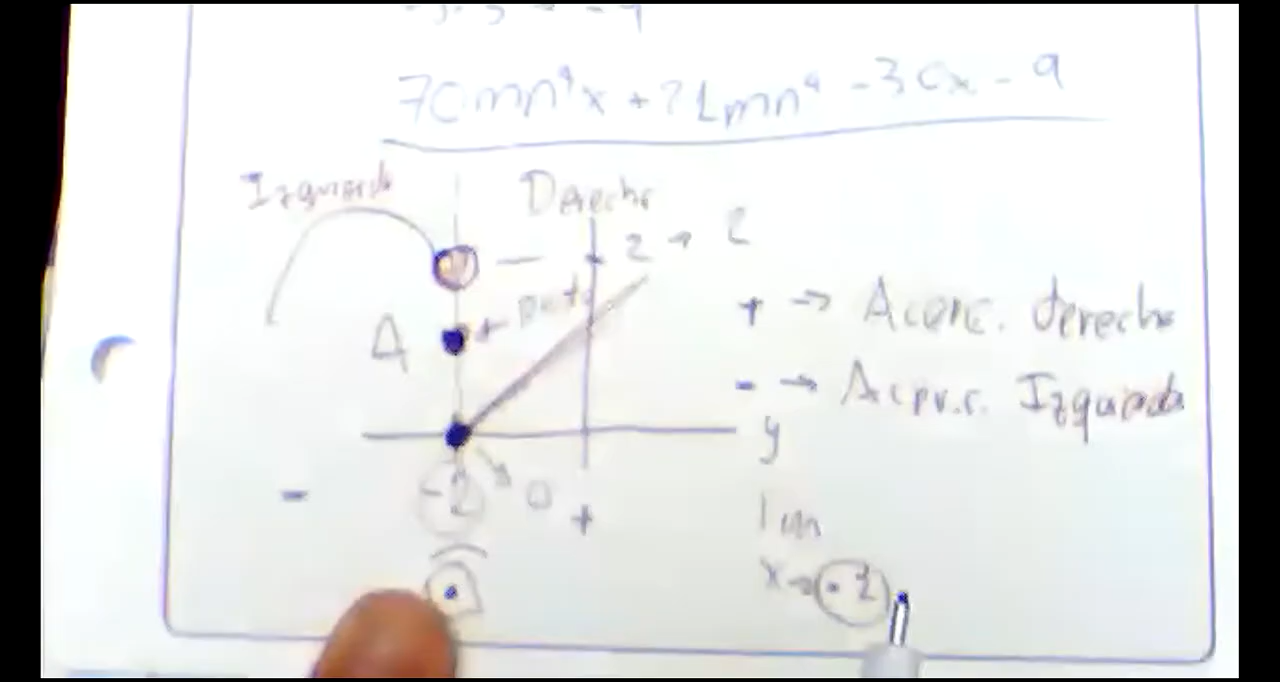 70mn⁴x + 21mn⁴ - 30x - 9
Izquierda
Derecha
2 → 2
+ → Acerc. derecha
A
+
- → Acerc. Izquierda
y
-
-2
0
+
lim
x → -2